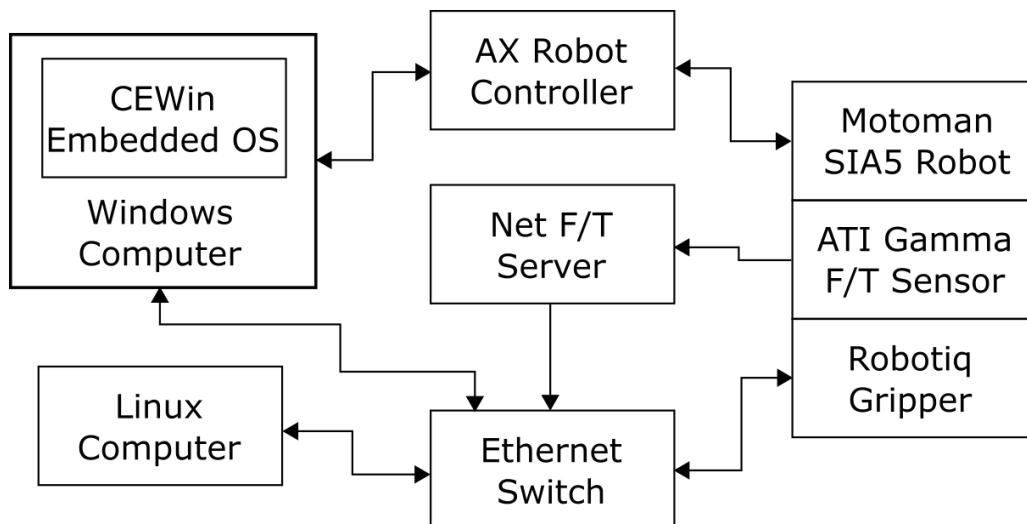 CEWin
Embedded OS
Windows
Computer
AX Robot
Controller
Motoman
SIA5 Robot
Net F/T
Server
ATI Gamma
F/T Sensor
Robotiq
Gripper
Linux
Computer
Ethernet
Switch